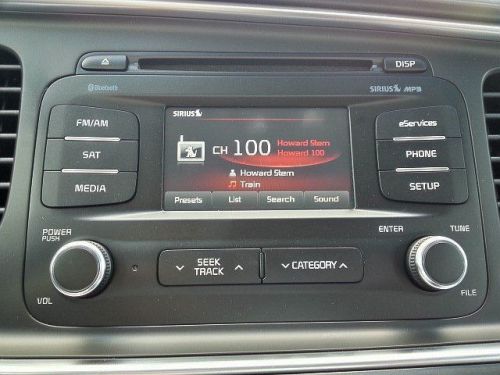 DISP
Bluetooth
SIRIUS MP3
FM/AM
SAT
MEDIA
SIRIUS
CH 100 Howard Stern
Howard 100
Howard Stern
Train
Presets List Search Sound
eServices
PHONE
SETUP
POWER
PUSH
VOL
SEEK
TRACK
CATEGORY
ENTER
TUNE
FILE